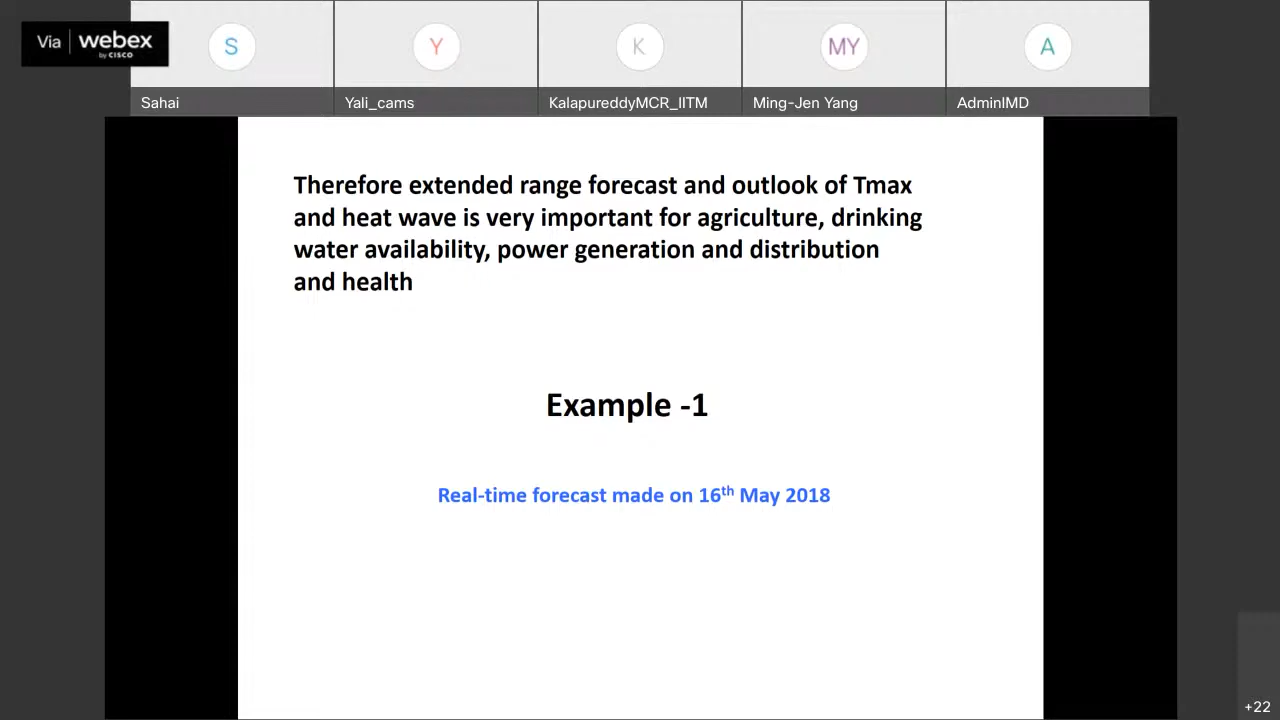 Via webex
by CISCO
S
Y
K
MY
A
Sahai
Yali_cams
KalapureddyMCR_IITM
Ming-Jen Yang
AdminIMD
Therefore extended range forecast and outlook of Tmax
and heat wave is very important for agriculture, drinking
water availability, power generation and distribution
and health
Example -1
Real-time forecast made on 16th May 2018
+22